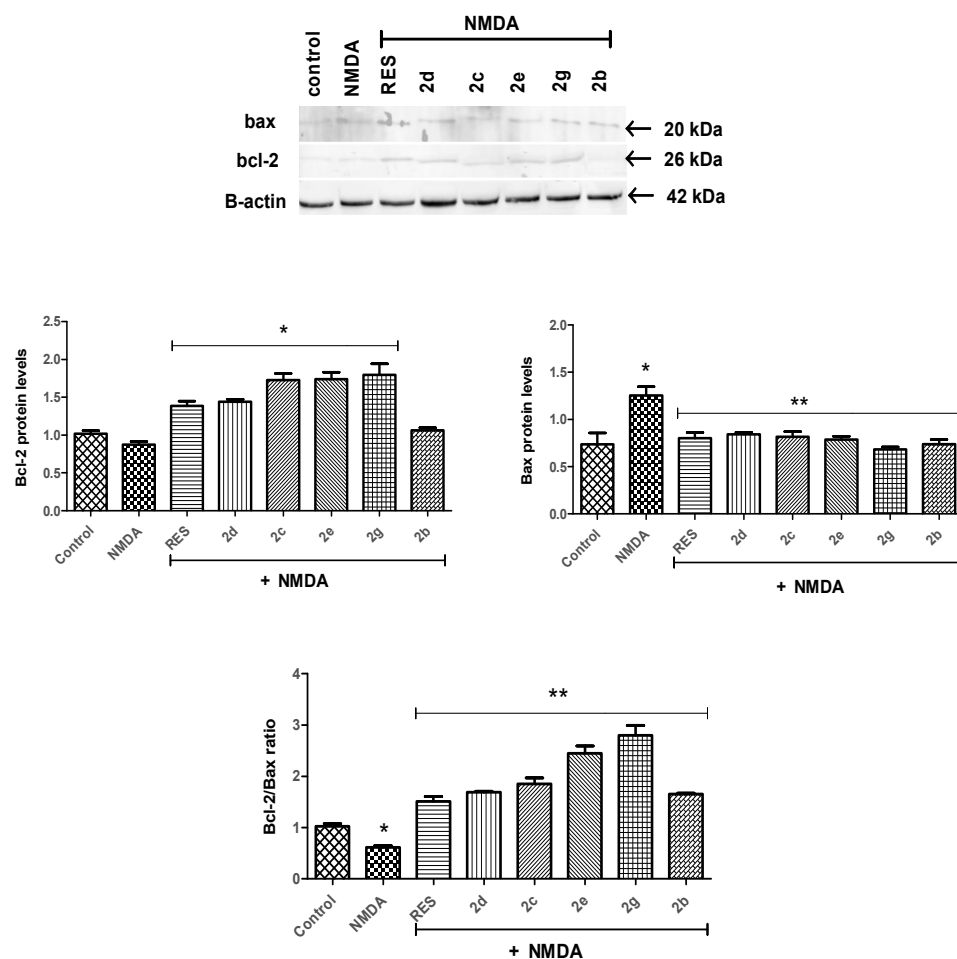 NMDA
control NMDA RES 2d 2c 2e 2g 2b
bax 20 kDa
bcl-2 26 kDa
B-actin 42 kDa
Bcl-2 protein levels
2.5
2.0
1.5
1.0
0.5
0.0
*
Control NMDA RES 2d 2c 2e 2g 2b
+ NMDA
Bax protein levels
2.0
1.5
1.0
0.5
0.0
*
**
Control NMDA RES 2d 2c 2e 2g 2b
+ NMDA
Bcl-2/Bax ratio
4
3
2
1
0
*
**
Control NMDA RES 2d 2c 2e 2g 2b
+ NMDA